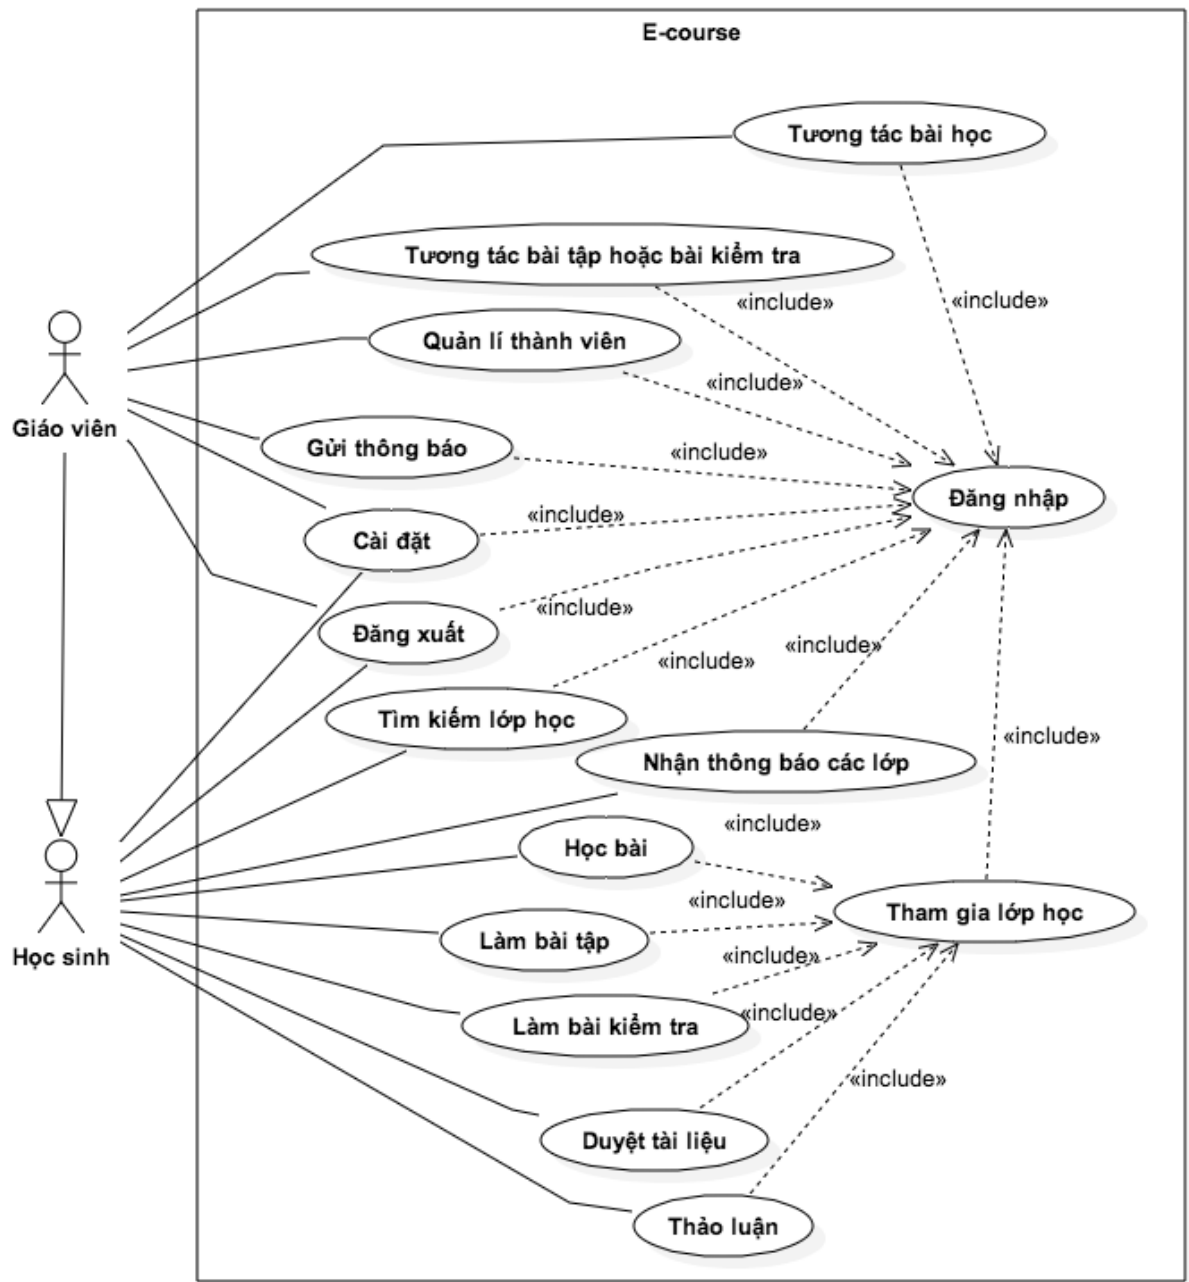 E-course
Tương tác bài học
Tương tác bài tập hoặc bài kiểm tra
«include»
«include»
Quản lí thành viên
«include»
Giáo viên
Gửi thông báo
«include»
Đăng nhập
«include»
Cài đặt
«include»
Đăng xuất
«include»
«include»
Tìm kiếm lớp học
«include»
Nhận thông báo các lớp
«include»
Học bài
«include»
Tham gia lớp học
Làm bài tập
Học sinh
«include»
«include»
Làm bài kiểm tra
«include»
Duyệt tài liệu
Thảo luận